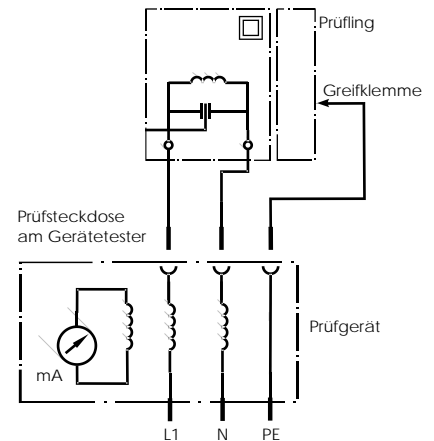 Prüfling
Greifklemme
Prüfsteckdose
am Gerätetester
Prüfgerät
mA
L1
N
PE